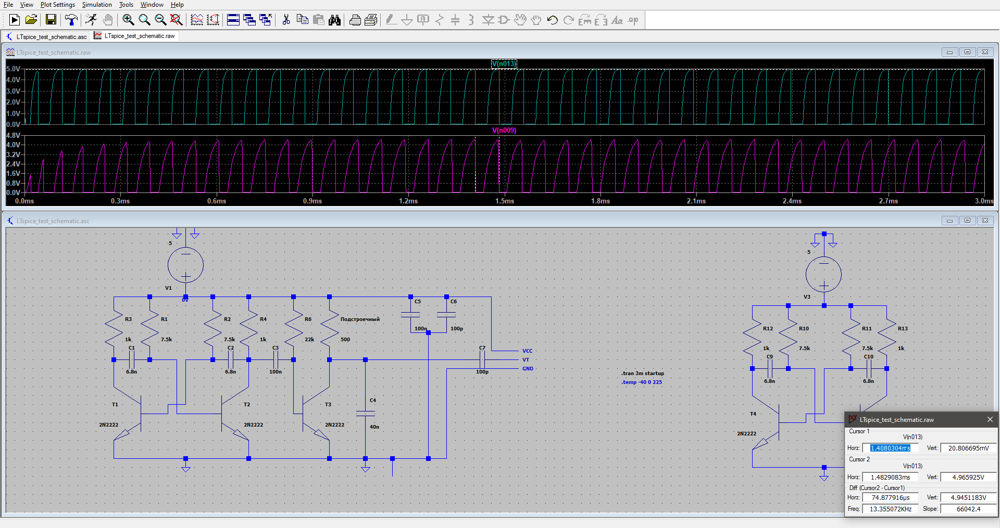 File View Plot Settings Simulation Tools Window Help
LTspice_test_schematic.asc LTspice_test_schematic.raw
LTspice_test_schematic.raw
V(n013)
5.0V
4.0V
3.0V
2.0V
1.0V
0.0V
V(n009)
4.8V
4.0V
3.2V
2.4V
1.6V
0.8V
0.0V
0.0ms 0.3ms 0.6ms 0.9ms 1.2ms 1.5ms 1.8ms 2.1ms 2.4ms 2.7ms 3.0ms
LTspice_test_schematic.asc
5
V1
0V
R3
1k
R1
7.5k
R2
7.5k
R4
1k
R6
22k
Подстроечный
500
C5
100n
C6
100p
C1
6.8n
C2
6.8n
C3
100n
C7
100p
VCC
VT
GND
T1
2N2222
T2
2N2222
T3
2N2222
C4
40n
.tran 3m startup
.temp -40 0 225
5
V3
R12
1k
R10
7.5k
R11
7.5k
R13
1k
C9
6.8n
C10
6.8n
T4
2N2222
LTspice_test_schematic.raw
Cursor 1
V(n013)
Horz: 1.4080304ms Vert: 20.806695mV
Cursor 2
V(n013)
Horz: 1.4829083ms Vert: 4.965925V
Diff (Cursor2 - Cursor1)
Horz: 74.877916µs Vert: 4.9451183V
Freq: 13.355072KHz Slope: 66042.4